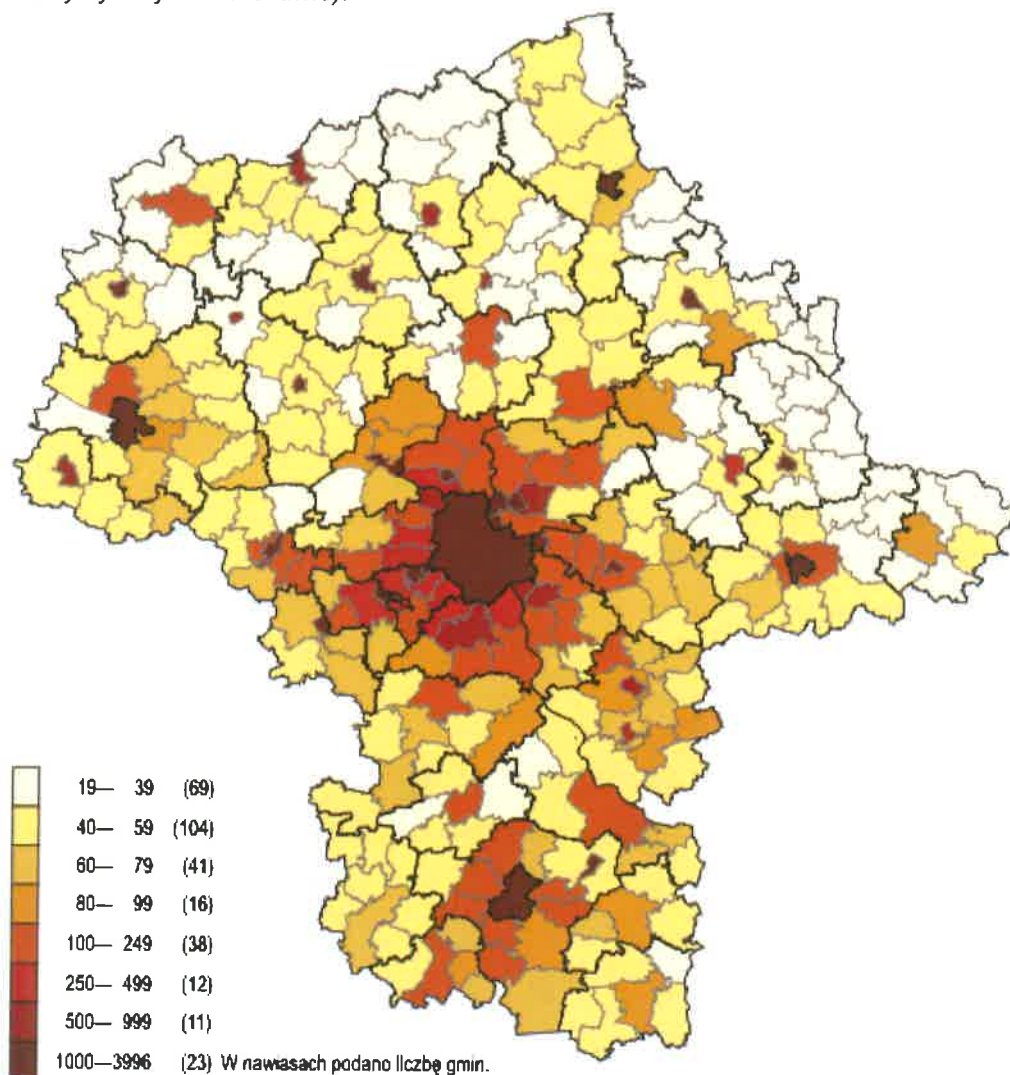 19— 39 (69)
40— 59 (104)
60— 79 (41)
80— 99 (16)
100— 249 (38)
250— 499 (12)
500— 999 (11)
1000—3996 (23) W nawiasach podano liczbę gmin.